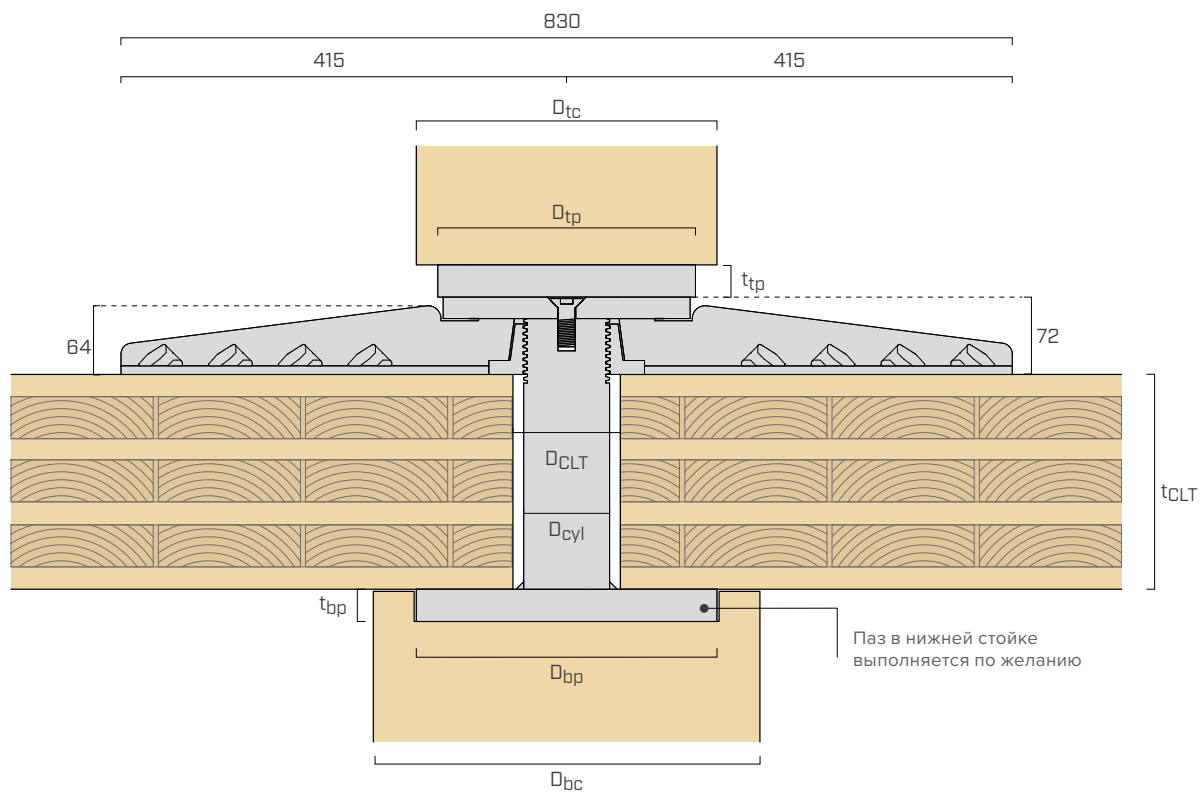 830
415 415
Dtc
Dtp
ttp
64
72
DCLT
tCLT
Dcyl
tbp
Паз в нижней стойке
выполняется по желанию
Dbp
Dbc